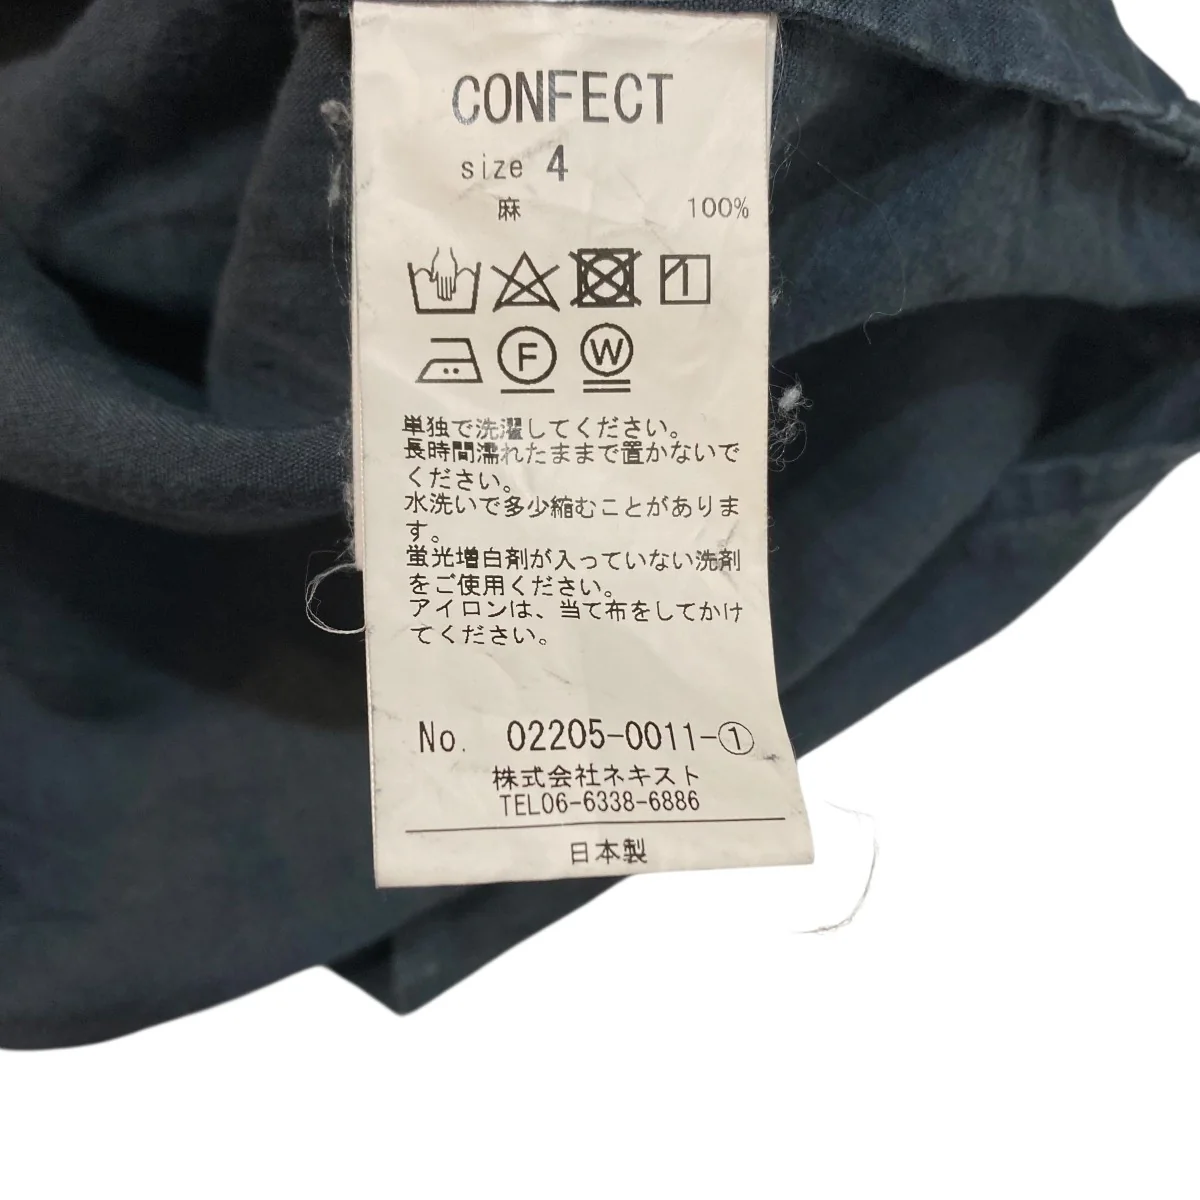 CONFECT
size 4
麻 100%
F W
単独で洗濯してください。
長時間濡れたままで置かないで
ください。
水洗いで多少縮むことがありま
す。
蛍光増白剤が入っていない洗剤
をご使用ください。
アイロンは、当て布をしてかけ
てください。
No. 02205-0011-①
株式会社ネキスト
TEL06-6338-6886
日本製